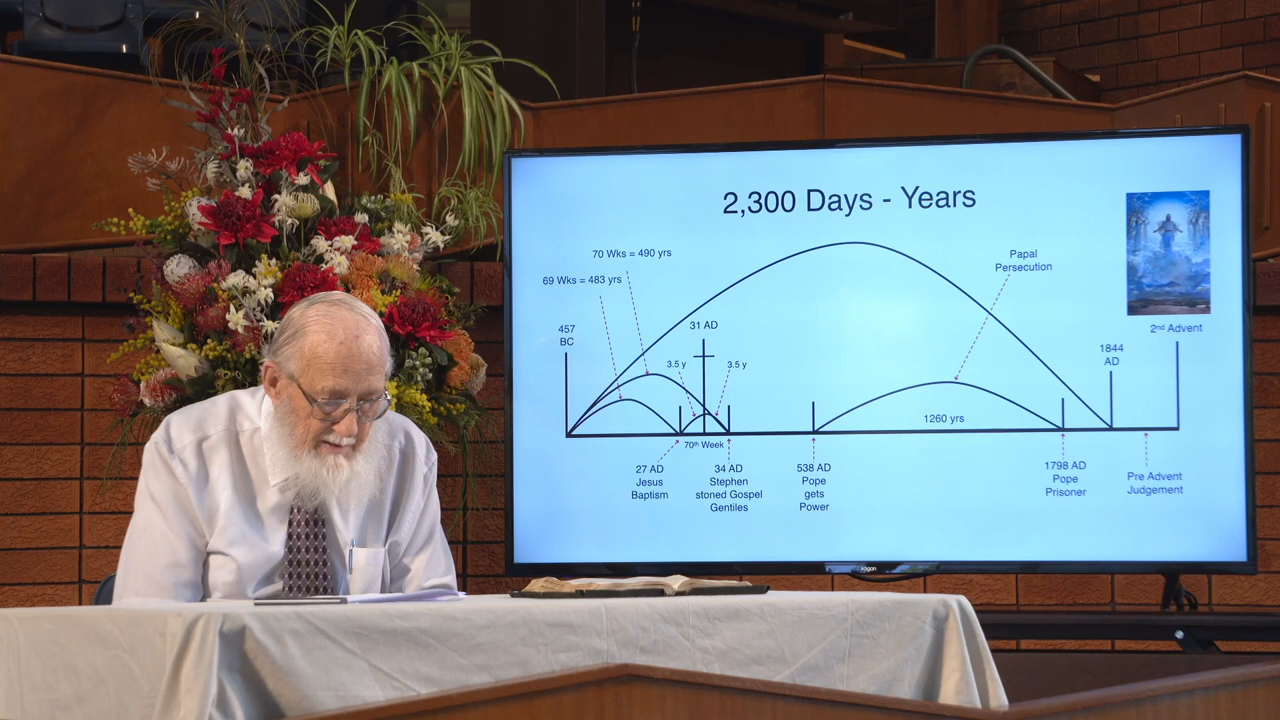 2,300 Days - Years
70 Wks = 490 yrs
69 Wks = 483 yrs
Papal
Persecution
457
BC
31 AD
3.5 y
3.5 y
2nd Advent
1844
AD
1260 yrs
70th Week
27 AD
Jesus
Baptism
34 AD
Stephen
stoned Gospel
Gentiles
538 AD
Pope
gets
Power
1798 AD
Pope
Prisoner
Pre Advent
Judgement
kogan